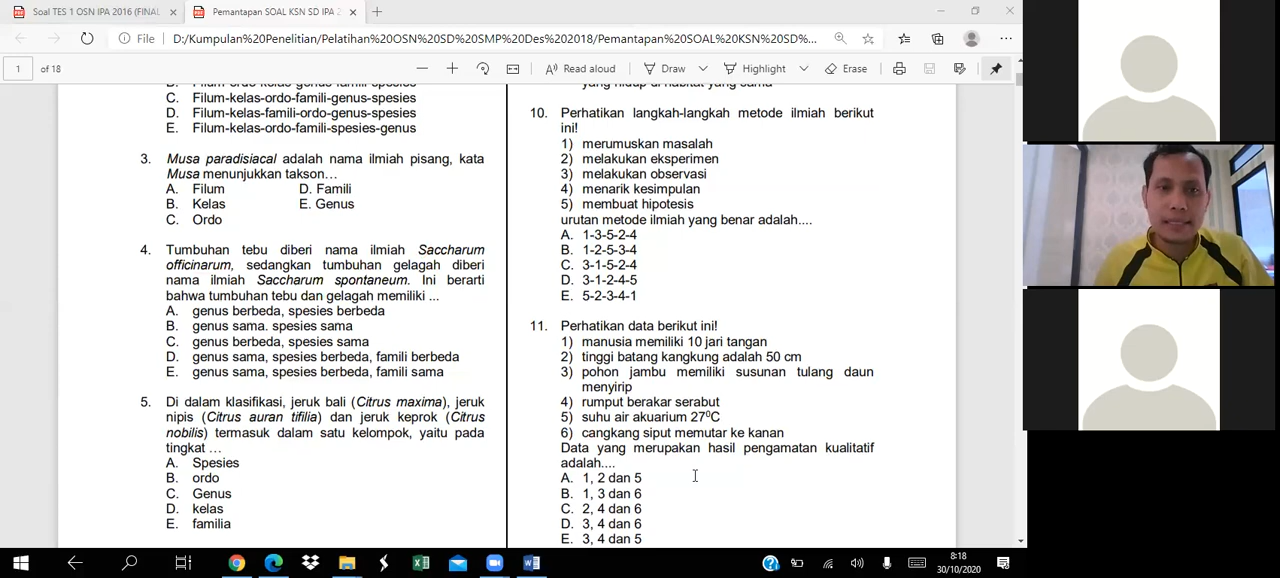 Soal TES 1 OSN IPA 2016 (FINAL
Pemantapan SOAL KSN SD IPA 2
File
D:/Kumpulan%20Penelitian/Pelatihan%20OSN%20SD%20SMP%20Des%202018/Pemantapan%20SOAL%20KSN%20SD%...
1 of 18
Read aloud
Draw
Highlight
Erase
C. Filum-kelas-ordo-famili-genus-spesies
D. Filum-kelas-famili-ordo-genus-spesies
E. Filum-kelas-ordo-famili-spesies-genus
3. Musa paradisiacal adalah nama ilmiah pisang, kata
Musa menunjukkan takson…
A. Filum D. Famili
B. Kelas E. Genus
C. Ordo
4. Tumbuhan tebu diberi nama ilmiah Saccharum
officinarum, sedangkan tumbuhan gelagah diberi
nama ilmiah Saccharum spontaneum. Ini berarti
bahwa tumbuhan tebu dan gelagah memiliki ...
A. genus berbeda, spesies berbeda
B. genus sama. spesies sama
C. genus berbeda, spesies sama
D. genus sama, spesies berbeda, famili berbeda
E. genus sama, spesies berbeda, famili sama
5. Di dalam klasifikasi, jeruk bali (Citrus maxima), jeruk
nipis (Citrus auran tifilia) dan jeruk keprok (Citrus
nobilis) termasuk dalam satu kelompok, yaitu pada
tingkat …
A. Spesies
B. ordo
C. Genus
D. kelas
E. familia
yang hidup di habitat yang sama
10. Perhatikan langkah-langkah metode ilmiah berikut
ini!
1) merumuskan masalah
2) melakukan eksperimen
3) melakukan observasi
4) menarik kesimpulan
5) membuat hipotesis
urutan metode ilmiah yang benar adalah....
A. 1-3-5-2-4
B. 1-2-5-3-4
C. 3-1-5-2-4
D. 3-1-2-4-5
E. 5-2-3-4-1
11. Perhatikan data berikut ini!
1) manusia memiliki 10 jari tangan
2) tinggi batang kangkung adalah 50 cm
3) pohon jambu memiliki susunan tulang daun
menyirip
4) rumput berakar serabut
5) suhu air akuarium 27⁰C
6) cangkang siput memutar ke kanan
Data yang merupakan hasil pengamatan kualitatif
adalah....
A. 1, 2 dan 5
B. 1, 3 dan 6
C. 2, 4 dan 6
D. 3, 4 dan 6
E. 3, 4 dan 5
8:18
30/10/2020